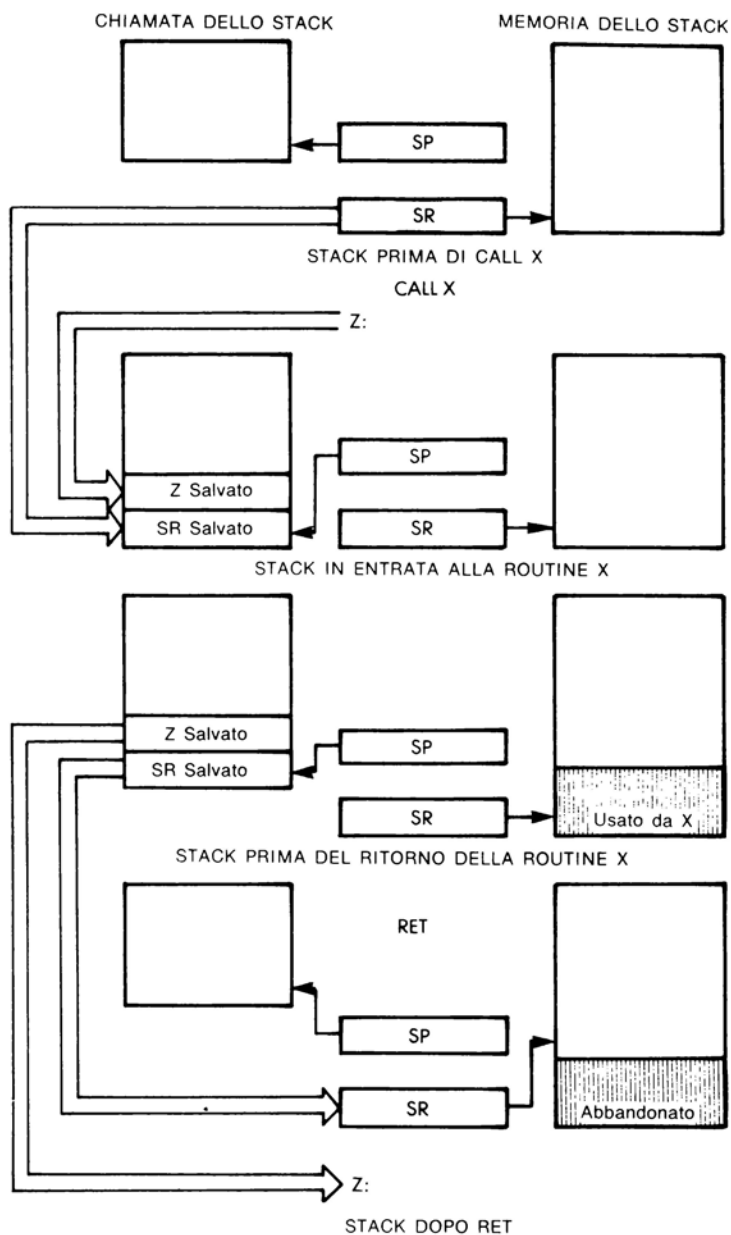 CHIAMATA DELLO STACK
MEMORIA DELLO STACK
SP
SR
STACK PRIMA DI CALL X
CALL X
Z:
Z Salvato
SP
SR Salvato
SR
STACK IN ENTRATA ALLA ROUTINE X
Z Salvato
SP
SR Salvato
SR
Usato da X
STACK PRIMA DEL RITORNO DELLA ROUTINE X
RET
SP
SR
Abbandonato
Z:
STACK DOPO RET